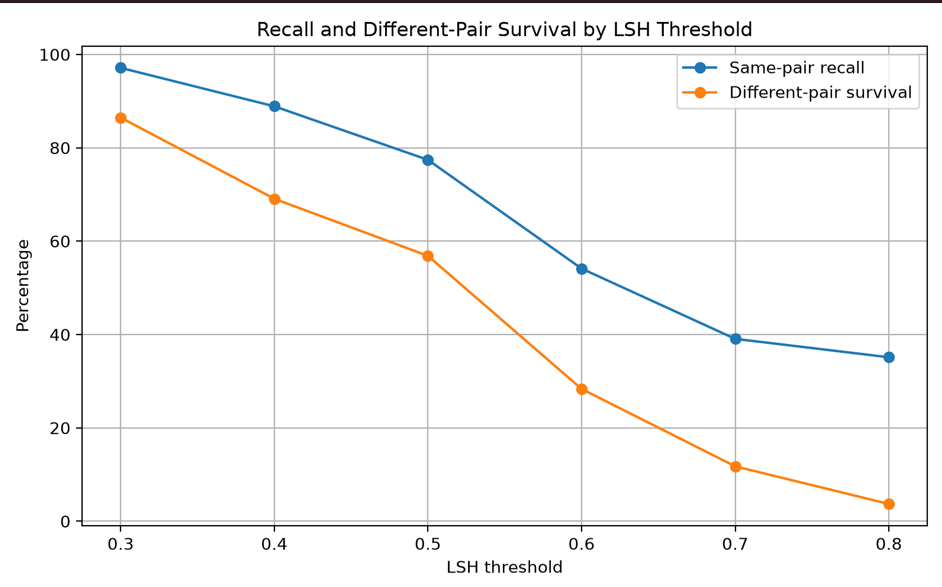 Recall and Different-Pair Survival by LSH Threshold
Same-pair recall
Different-pair survival
Percentage
100
80
60
40
20
0
0.3 0.4 0.5 0.6 0.7 0.8
LSH threshold